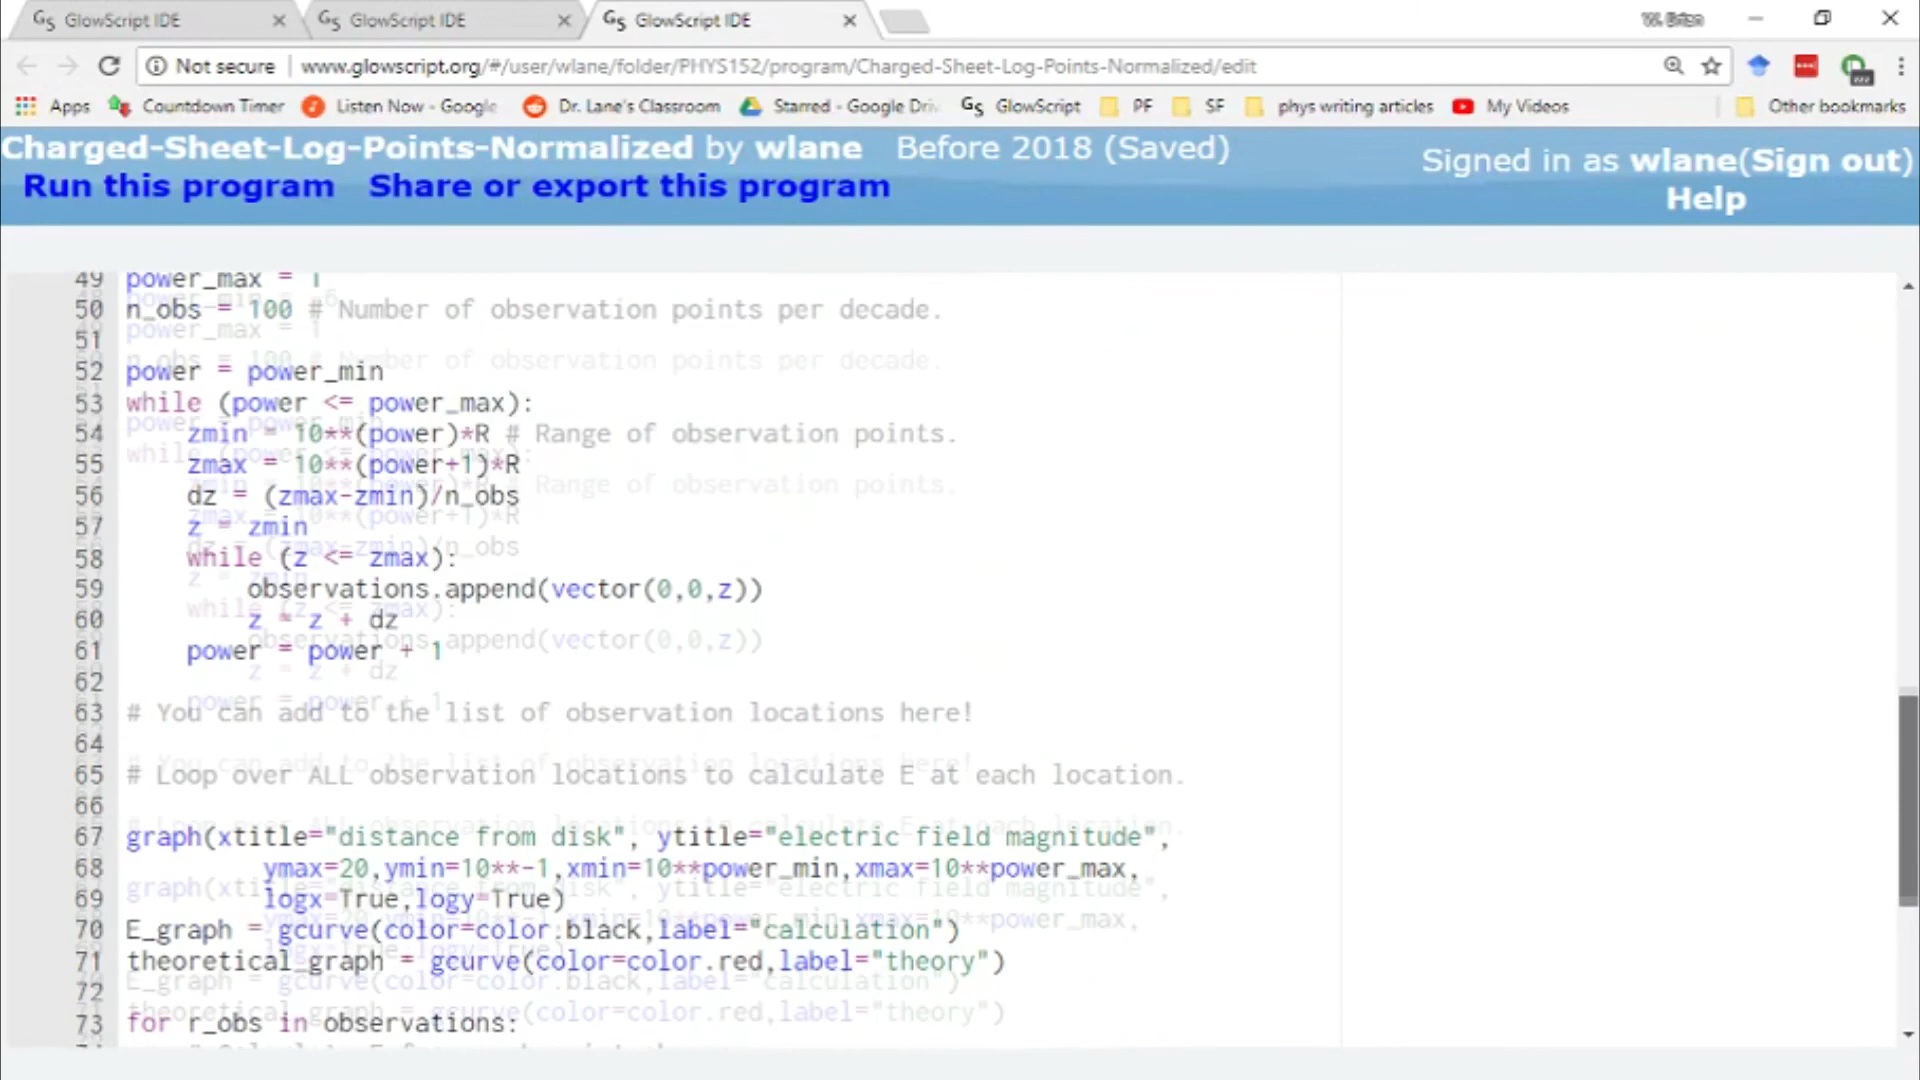 GlowScript IDE
GlowScript IDE
GlowScript IDE
Not secure | www.glowscript.org/#/user/wlane/folder/PHYS152/program/Charged-Sheet-Log-Points-Normalized/edit
Apps Countdown Timer Listen Now - Google Dr. Lane's Classroom Starred - Google Dri GlowScript PF SF phys writing articles My Videos Other bookmarks
Charged-Sheet-Log-Points-Normalized by wlane Before 2018 (Saved)
Signed in as wlane(Sign out)
Run this program Share or export this program
Help
49 power_max = 1
50 n_obs = 100 # Number of observation points per decade.
51
52 power = power_min
53 while (power <= power_max):
54     zmin = 10**(power)*R # Range of observation points.
55     zmax = 10**(power+1)*R
56     dz = (zmax-zmin)/n_obs
57     z = zmin
58     while (z <= zmax):
59         observations.append(vector(0,0,z))
60         z = z + dz
61     power = power + 1
62
63 # You can add to the list of observation locations here!
64
65 # Loop over ALL observation locations to calculate E at each location.
66
67 graph(xtitle="distance from disk", ytitle="electric field magnitude",
68          ymax=20,ymin=10**-1,xmin=10**power_min,xmax=10**power_max,
69          logx=True,logy=True)
70 E_graph = gcurve(color=color.black,label="calculation")
71 theoretical_graph = gcurve(color=color.red,label="theory")
72
73 for r_obs in observations: